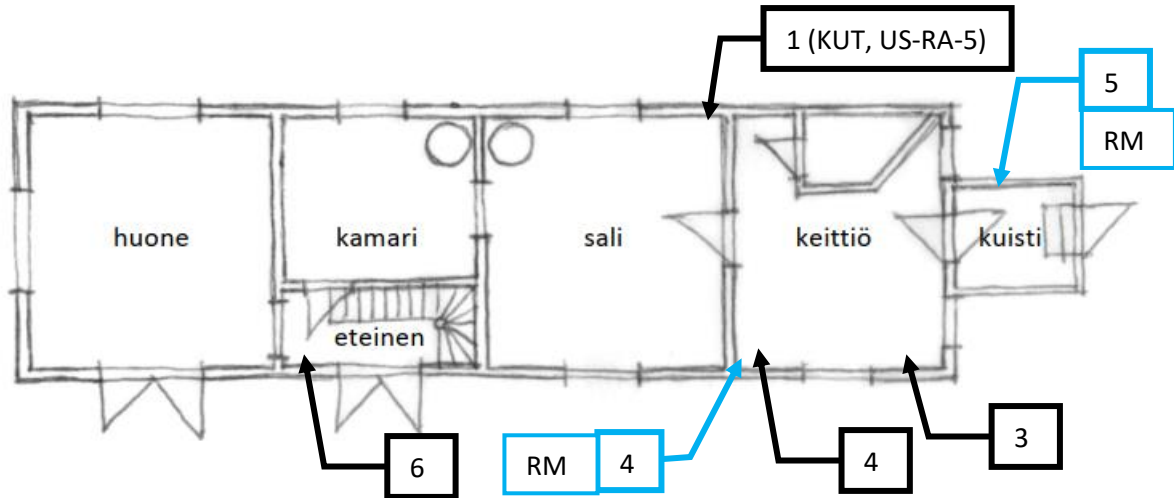 1 (KUT, US-RA-5)
5
RM
huone
kamari
sali
keittiö
kuisti
eteinen
6
RM 4
4
3